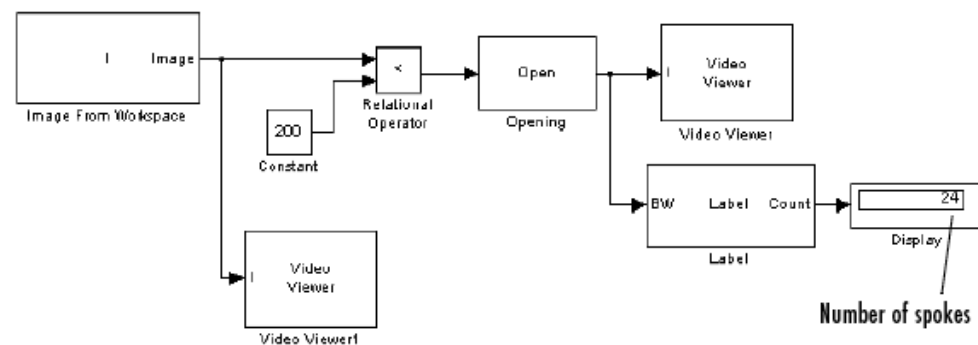 I Image
Image From Workspace
<
Relational
Operator
200
Constant
Open
Opening
I Video
Viewer
Video Viewer
BW Label Count
Label
24
Display
Number of spokes
I Video
Viewer
Video Viewer1